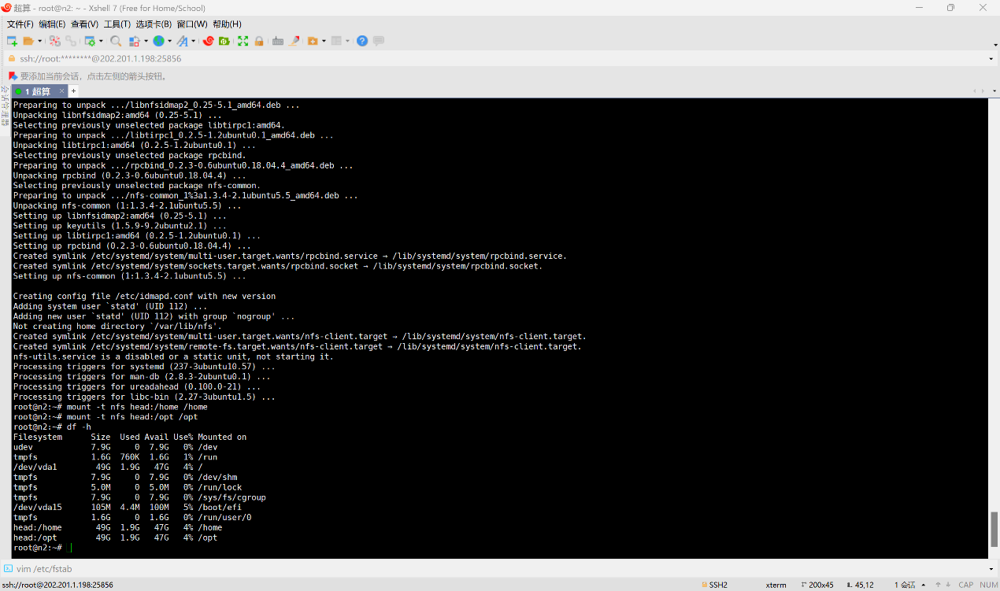 超算 - root@n2: ~ - Xshell 7 (Free for Home/School)
文件(F) 编辑(E) 查看(V) 工具(T) 选项卡(B) 窗口(W) 帮助(H)
ssh://root:********@202.201.1.198:25856
要添加当前会话，点击左侧的箭头按钮。
会话管理器
1 超算 × +
Preparing to unpack .../libnfsidmap2_0.25-5.1_amd64.deb ...
Unpacking libnfsidmap2:amd64 (0.25-5.1) ...
Selecting previously unselected package libtirpc1:amd64.
Preparing to unpack .../libtirpc1_0.2.5-1.2ubuntu0.1_amd64.deb ...
Unpacking libtirpc1:amd64 (0.2.5-1.2ubuntu0.1) ...
Selecting previously unselected package rpcbind.
Preparing to unpack .../rpcbind_0.2.3-0.6ubuntu0.18.04.4_amd64.deb ...
Unpacking rpcbind (0.2.3-0.6ubuntu0.18.04.4) ...
Selecting previously unselected package nfs-common.
Preparing to unpack .../nfs-common_1%3a1.3.4-2.1ubuntu5.5_amd64.deb ...
Unpacking nfs-common (1:1.3.4-2.1ubuntu5.5) ...
Setting up libnfsidmap2:amd64 (0.25-5.1) ...
Setting up keyutils (1.5.9-9.2ubuntu2.1) ...
Setting up libtirpc1:amd64 (0.2.5-1.2ubuntu0.1) ...
Setting up rpcbind (0.2.3-0.6ubuntu0.18.04.4) ...
Created symlink /etc/systemd/system/multi-user.target.wants/rpcbind.service → /lib/systemd/system/rpcbind.service.
Created symlink /etc/systemd/system/sockets.target.wants/rpcbind.socket → /lib/systemd/system/rpcbind.socket.
Setting up nfs-common (1:1.3.4-2.1ubuntu5.5) ...
Creating config file /etc/idmapd.conf with new version
Adding system user `statd' (UID 112) ...
Adding new user `statd' (UID 112) with group `nogroup' ...
Not creating home directory `/var/lib/nfs'.
Created symlink /etc/systemd/system/multi-user.target.wants/nfs-client.target → /lib/systemd/system/nfs-client.target.
Created symlink /etc/systemd/system/remote-fs.target.wants/nfs-client.target → /lib/systemd/system/nfs-client.target.
nfs-utils.service is a disabled or a static unit, not starting it.
Processing triggers for systemd (237-3ubuntu10.57) ...
Processing triggers for man-db (2.8.3-2ubuntu0.1) ...
Processing triggers for ureadahead (0.100.0-21) ...
Processing triggers for libc-bin (2.27-3ubuntu1.5) ...
root@n2:~# mount -t nfs head:/home /home
root@n2:~# mount -t nfs head:/opt /opt
root@n2:~# df -h
Filesystem      Size  Used Avail Use% Mounted on
udev            7.9G     0  7.9G   0% /dev
tmpfs           1.6G  760K  1.6G   1% /run
/dev/vda1        49G  1.9G   47G   4% /
tmpfs           7.9G     0  7.9G   0% /dev/shm
tmpfs           5.0M     0  5.0M   0% /run/lock
tmpfs           7.9G     0  7.9G   0% /sys/fs/cgroup
/dev/vda15      105M  4.4M  100M   5% /boot/efi
tmpfs           1.6G     0  1.6G   0% /run/user/0
head:/home       49G  1.9G   47G   4% /home
head:/opt        49G  1.9G   47G   4% /opt
root@n2:~#
vim /etc/fstab
ssh://root@202.201.1.198:25856 SSH2 xterm 200x45 45,12 1 会话 CAP NUM